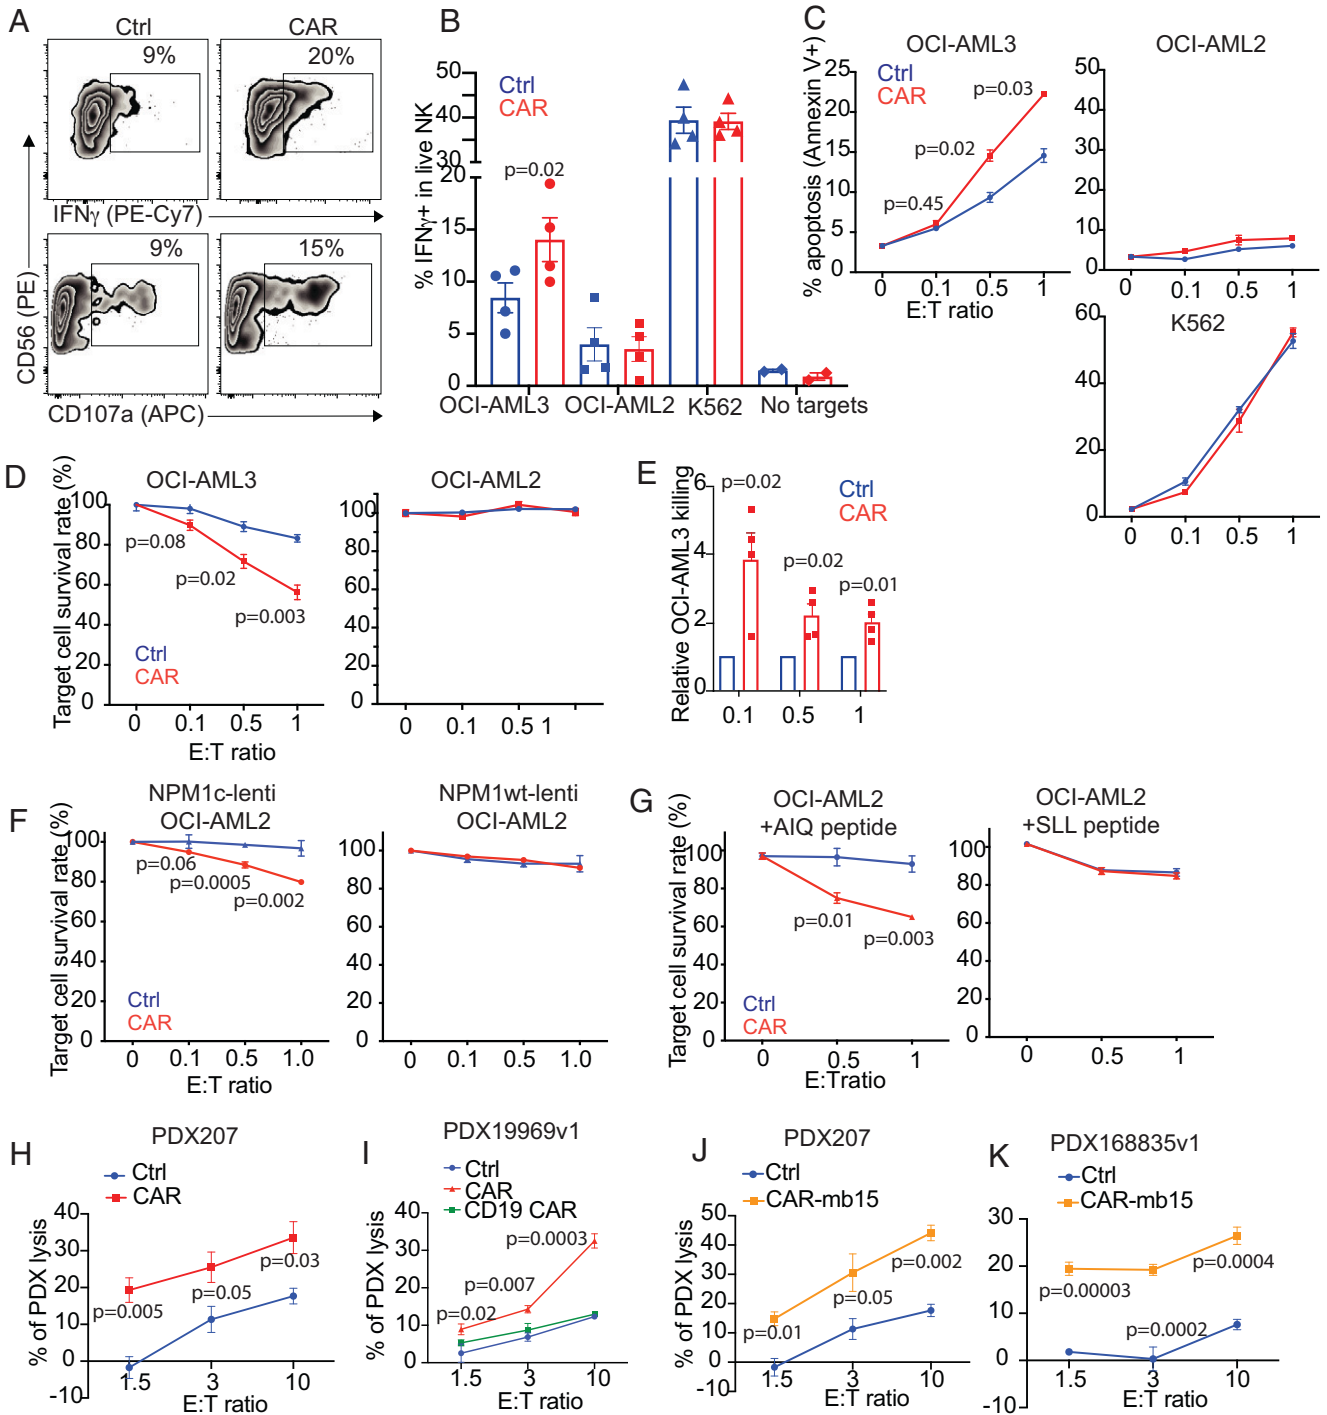 A
Ctrl
CAR
9%
20%
IFNγ (PE-Cy7)
9%
15%
CD56 (PE)
CD107a (APC)
B
% IFNγ+ in live NK
50
40
30
20
15
10
5
0
Ctrl
CAR
p=0.02
OCI-AML3
OCI-AML2
K562
No targets
C
OCI-AML3
% apoptosis (Annexin V+)
25
20
15
10
5
0
Ctrl
CAR
p=0.03
p=0.02
p=0.45
0
0.1
0.5
1
E:T ratio
OCI-AML2
50
40
30
20
10
0
0
0.1
0.5
1
K562
60
40
20
0
0
0.1
0.5
1
D
OCI-AML3
Target cell survival rate (%)
100
80
60
40
20
0
p=0.08
p=0.02
p=0.003
Ctrl
CAR
0
0.1
0.5
1
E:T ratio
OCI-AML2
100
80
60
40
20
0
0
0.1
0.5
1
E
Relative OCI-AML3 killing
6
4
2
0
p=0.02
Ctrl
CAR
p=0.02
p=0.01
0.1
0.5
1
F
NPM1c-lenti
OCI-AML2
Target cell survival rate (%)
100
80
60
40
20
0
p=0.06
p=0.0005
p=0.002
Ctrl
CAR
0
0.1
0.5
1.0
E:T ratio
NPM1wt-lenti
OCI-AML2
100
80
60
40
20
0
0
0.1
0.5
1.0
G
OCI-AML2
+AIQ peptide
Target cell survival rate (%)
100
80
60
40
20
0
p=0.01
p=0.003
Ctrl
CAR
0
0.5
1
E:Tratio
OCI-AML2
+SLL peptide
100
80
60
40
20
0
0
0.5
1
H
PDX207
Ctrl
CAR
% of PDX lysis
40
30
20
10
0
-10
p=0.005
p=0.05
p=0.03
1.5
3
10
E:T ratio
I
PDX19969v1
Ctrl
CAR
CD19 CAR
% of PDX lysis
40
30
20
10
0
p=0.02
p=0.007
p=0.0003
1.5
3
10
E:T ratio
J
PDX207
Ctrl
CAR-mb15
% of PDX lysis
50
40
30
20
10
0
-10
p=0.01
p=0.05
p=0.002
1.5
3
10
E:T ratio
K
PDX168835v1
Ctrl
CAR-mb15
% of PDX lysis
30
20
10
0
-10
p=0.00003
p=0.0002
p=0.0004
1.5
3
10
E:T ratio